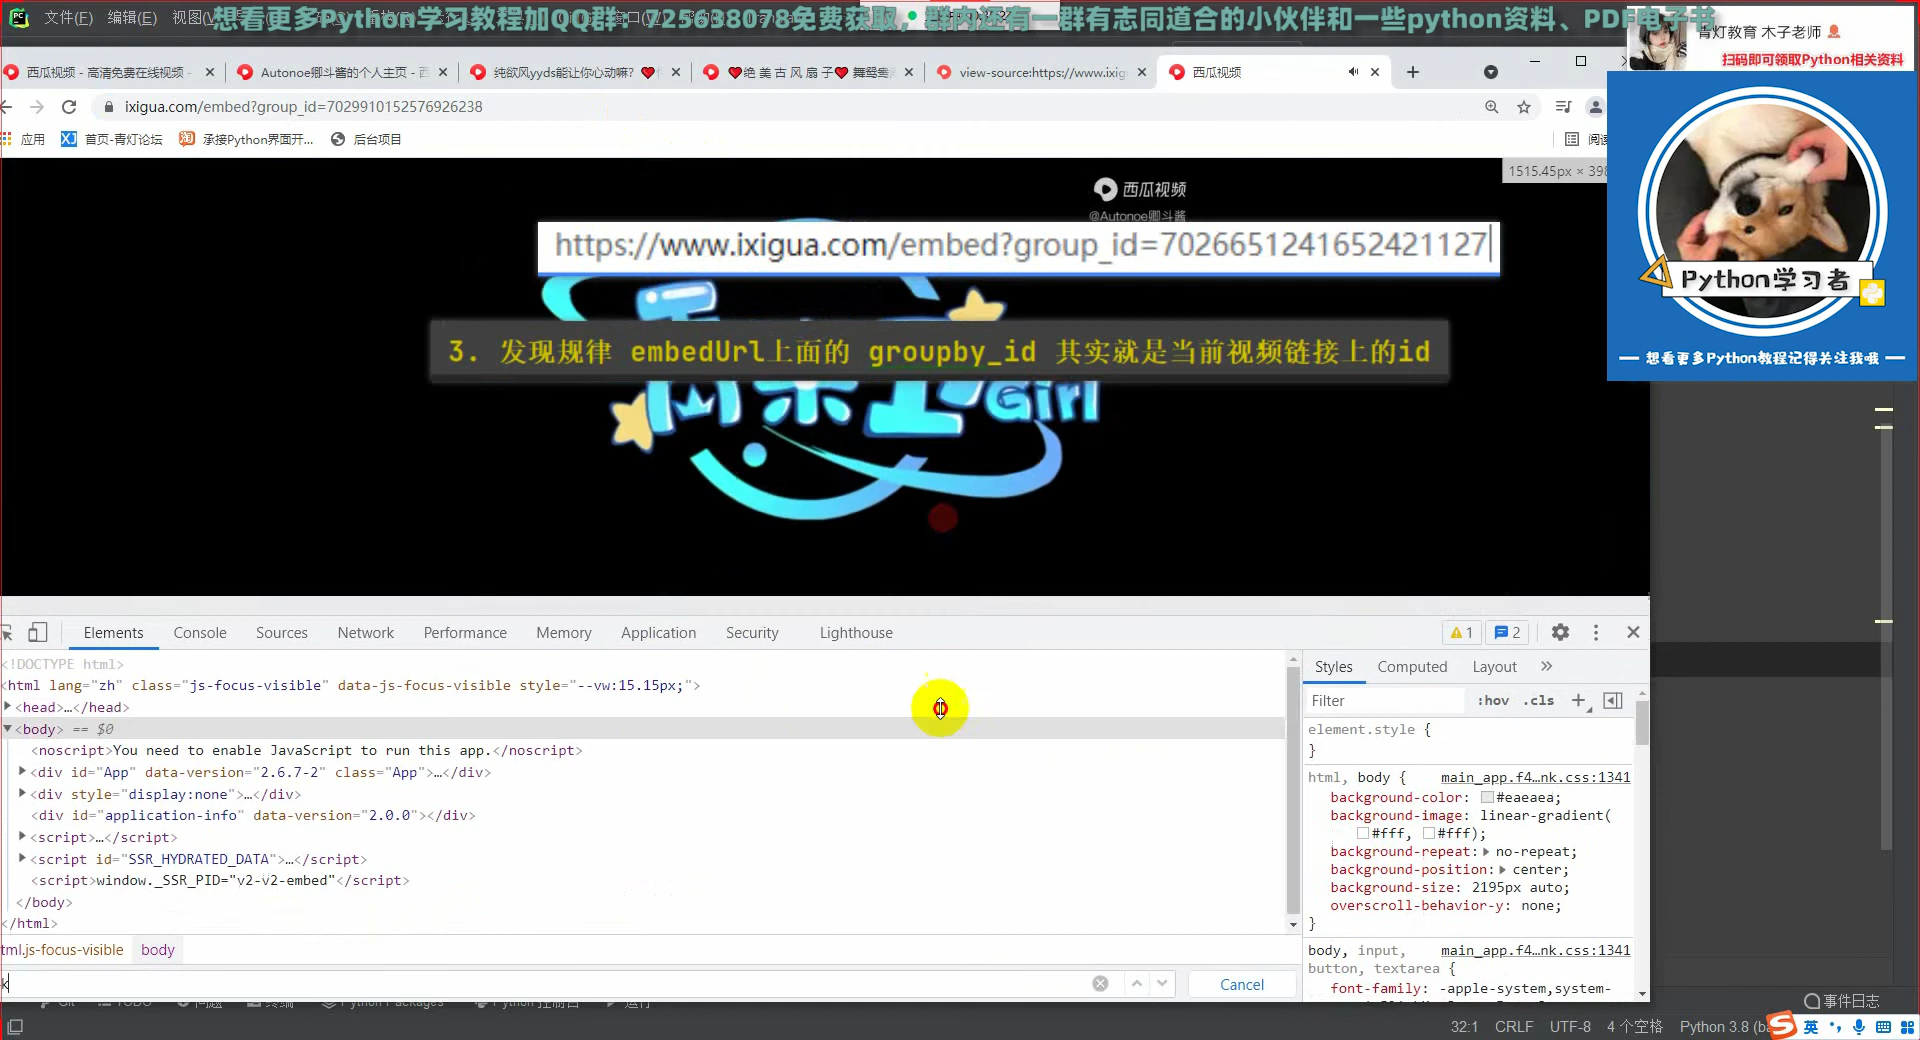 想看更多Python学习教程加QQ群：725638078免费获取，群内还有一群有志同道合的小伙伴和一些python资料、PDF电子书
文件(F) 编辑(E) 视图(V)
青灯教育 木子老师
扫码即可领取Python相关资料
西瓜视频 - 高清免费在线视频 -
Autonoe卿斗酱的个人主页 - 西
纯欲风yyds能让你心动嘛？❤
❤绝 美 古 风 扇 子❤ 舞鸳鸯
view-source:https://www.ixig
西瓜视频
ixigua.com/embed?group_id=7029910152576926238
应用
首页-青灯论坛
承接Python界面开...
后台项目
1515.45px × 398
西瓜视频
@Autonoe卿斗酱
https://www.ixigua.com/embed?group_id=7026651241652421127
3. 发现规律 embedUrl上面的 groupby_id 其实就是当前视频链接上的id
Girl
Python学习者
想看更多Python教程记得关注我哦
Elements Console Sources Network Performance Memory Application Security Lighthouse
1 2
<!DOCTYPE html>
<html lang="zh" class="js-focus-visible" data-js-focus-visible style="--vw:15.15px;">
<head>…</head>
<body> == $0
<noscript>You need to enable JavaScript to run this app.</noscript>
<div id="App" data-version="2.6.7-2" class="App">…</div>
<div style="display:none">…</div>
<div id="application-info" data-version="2.0.0"></div>
<script>…</script>
<script id="SSR_HYDRATED_DATA">…</script>
<script>window._SSR_PID="v2-v2-embed"</script>
</body>
</html>
tml.js-focus-visible body
k
Cancel
Styles Computed Layout
Filter :hov .cls
element.style {
}
html, body { main_app.f4…nk.css:1341
background-color: #eaeaea;
background-image: linear-gradient(
#fff, #fff);
background-repeat: no-repeat;
background-position: center;
background-size: 2195px auto;
overscroll-behavior-y: none;
}
body, input, main_app.f4…nk.css:1341
button, textarea {
font-family: -apple-system,system-
事件日志
32:1 CRLF UTF-8 4 个空格 Python 3.8 (ba
英